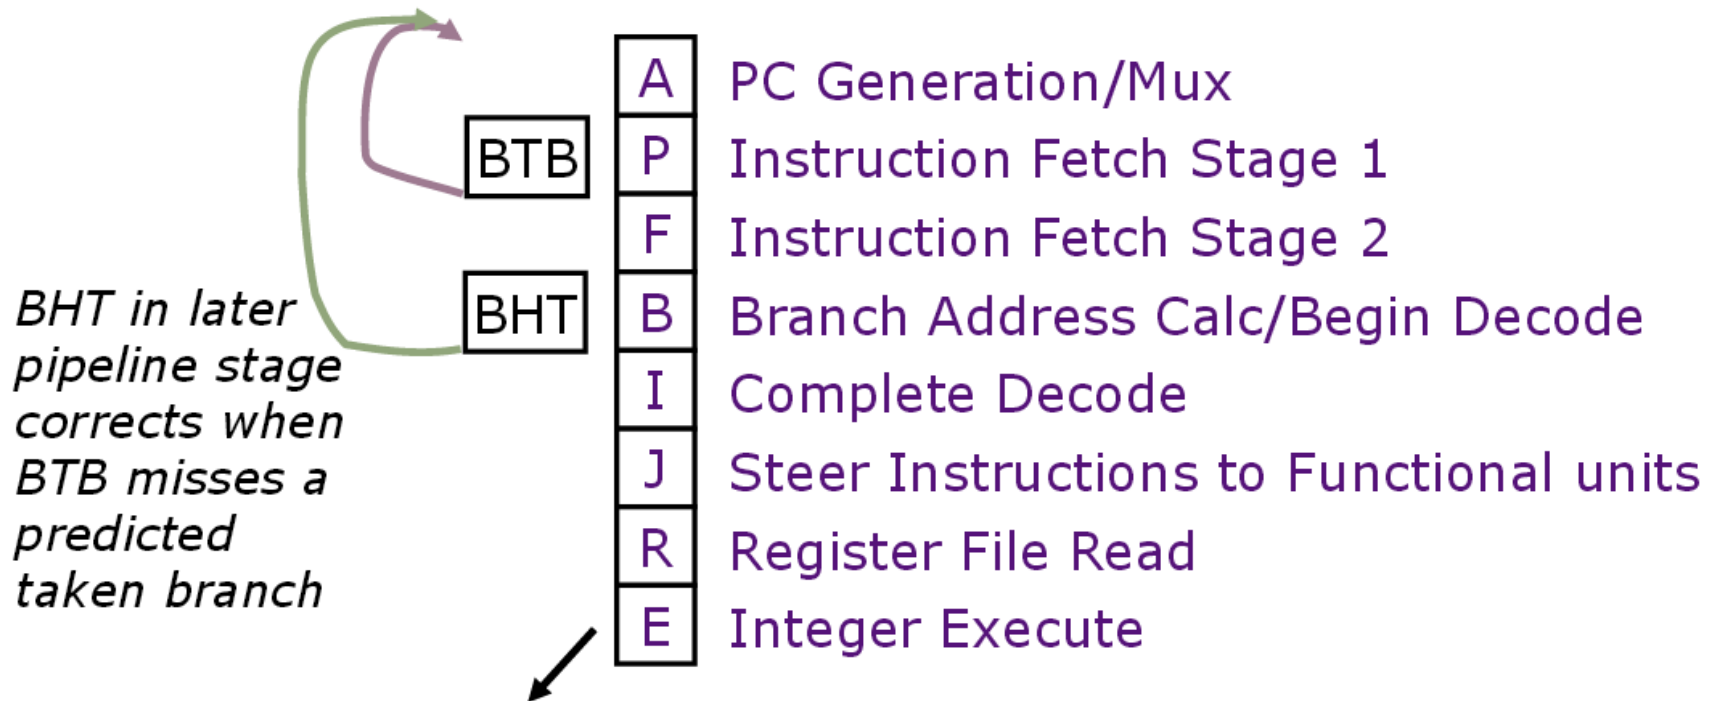 A PC Generation/Mux
BTB P Instruction Fetch Stage 1
F Instruction Fetch Stage 2
BHT B Branch Address Calc/Begin Decode
I Complete Decode
J Steer Instructions to Functional units
R Register File Read
E Integer Execute
BHT in later
pipeline stage
corrects when
BTB misses a
predicted
taken branch